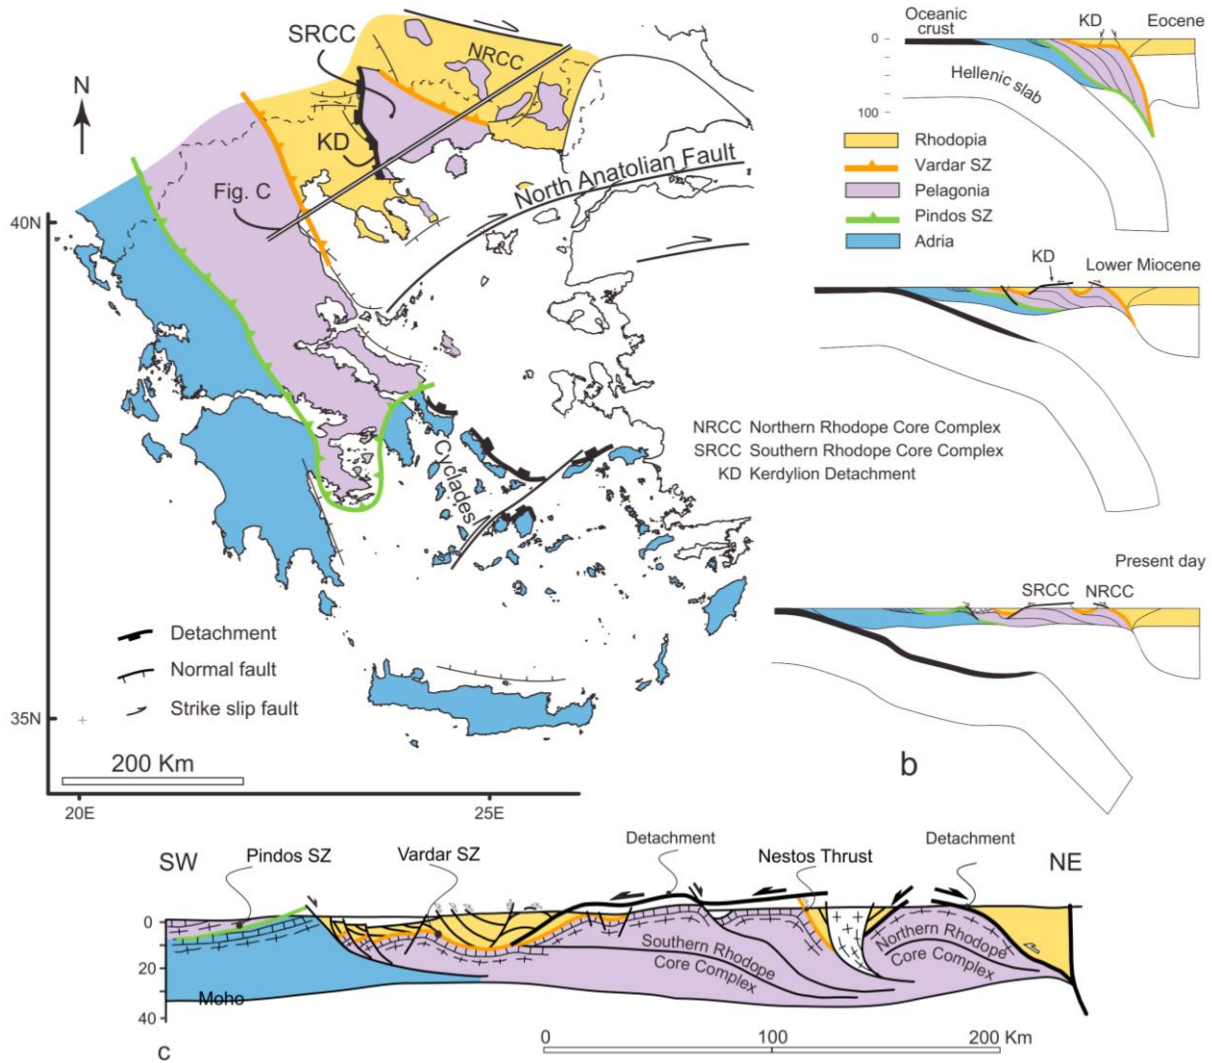 SRCC
NRCC
N
KD
Fig. C
North Anatolian Fault
40N
Cyclades
Detachment
Normal fault
Strike slip fault
35N
200 Km
20E
25E
Oceanic
crust
KD
Eocene
0
Hellenic slab
100
Rhodopia
Vardar SZ
Pelagonia
Pindos SZ
Adria
KD
Lower Miocene
NRCC Northern Rhodope Core Complex
SRCC Southern Rhodope Core Complex
KD Kerdylion Detachment
Present day
SRCC
NRCC
b
SW
Pindos SZ
Vardar SZ
Detachment
Nestos Thrust
Detachment
NE
0
10
20
40
Moho
Southern Rhodope
Core Complex
Northern Rhodope
Core Complex
0
100
200 Km
c